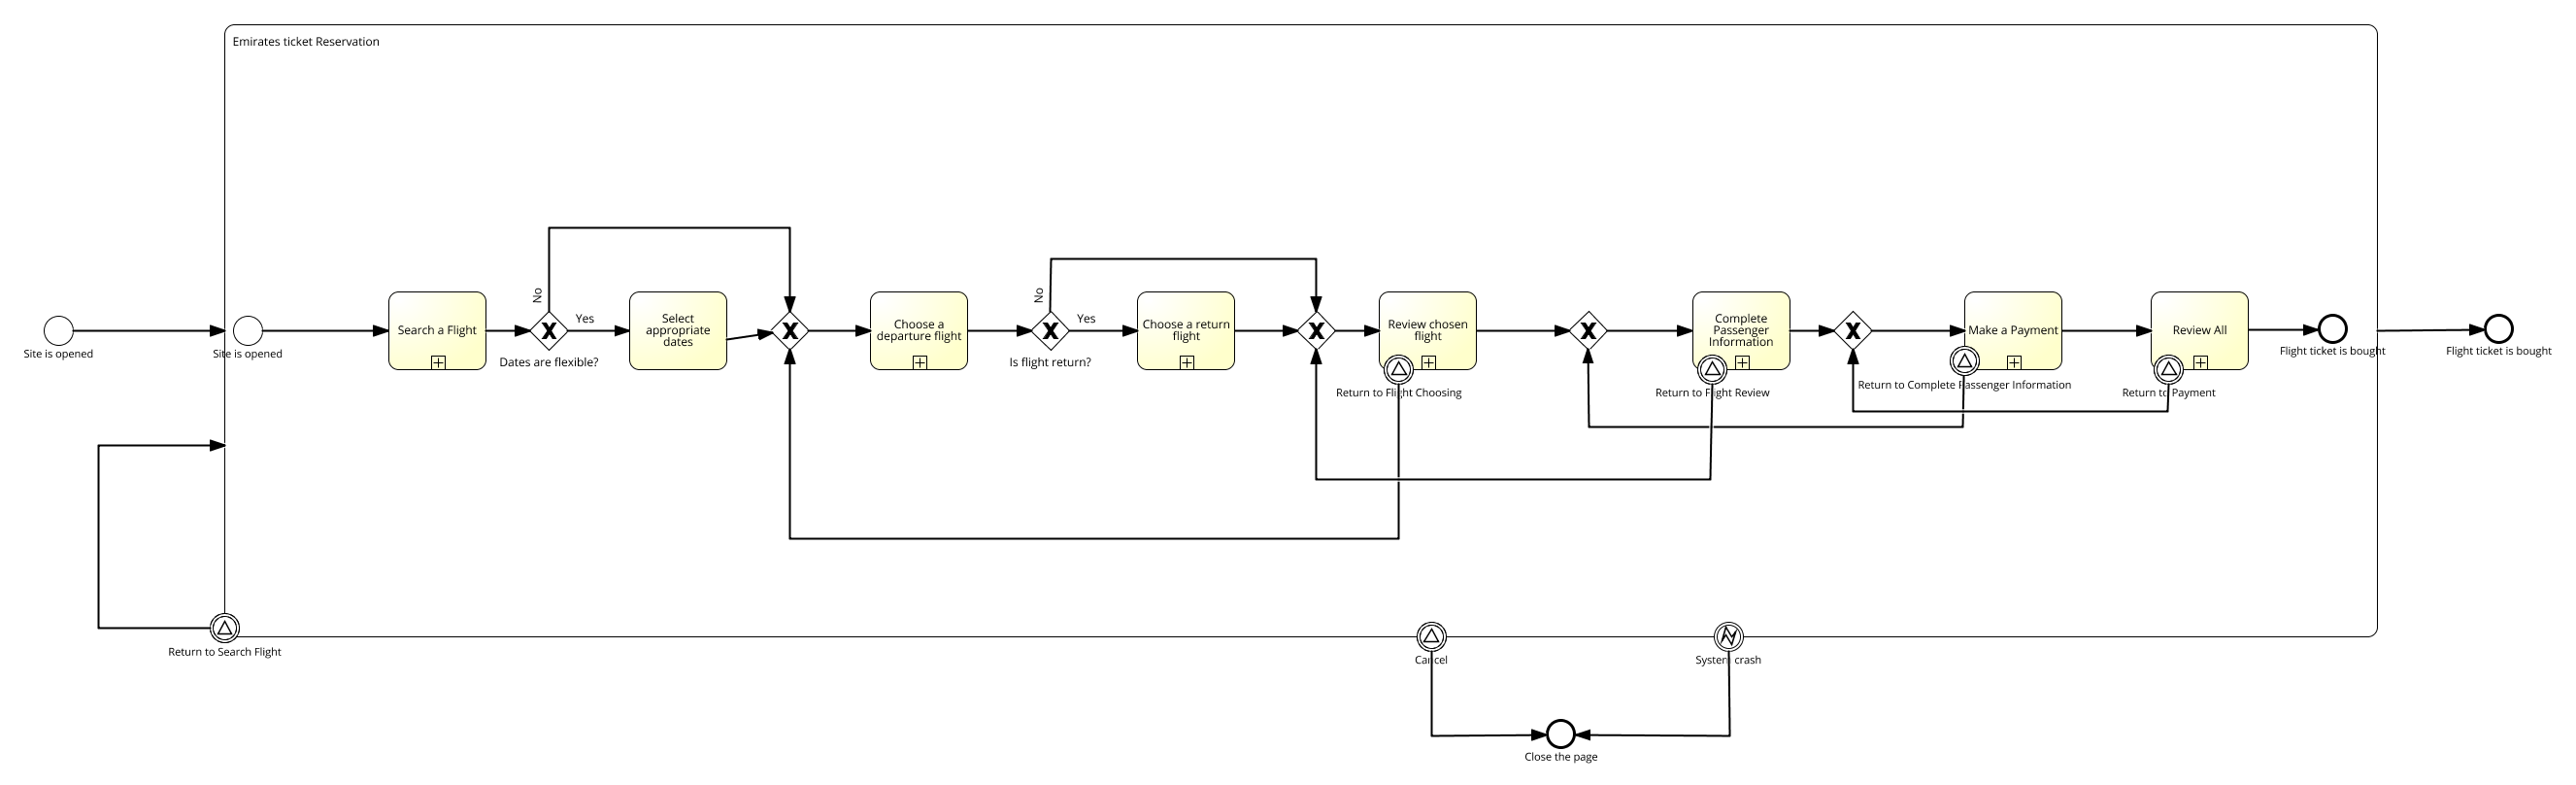 Emirates ticket Reservation
No
No
Yes
Yes
Site is opened
Site is opened
Search a Flight
Dates are flexible?
Select
appropriate
dates
Choose a
departure flight
Is flight return?
Choose a return
flight
Review chosen
flight
Return to Flight Choosing
Complete
Passenger
Information
Return to Flight Review
Make a Payment
Return to Complete Passenger Information
Review All
Return to Payment
Flight ticket is bought
Flight ticket is bought
Return to Search Flight
Cancel
System crash
Close the page